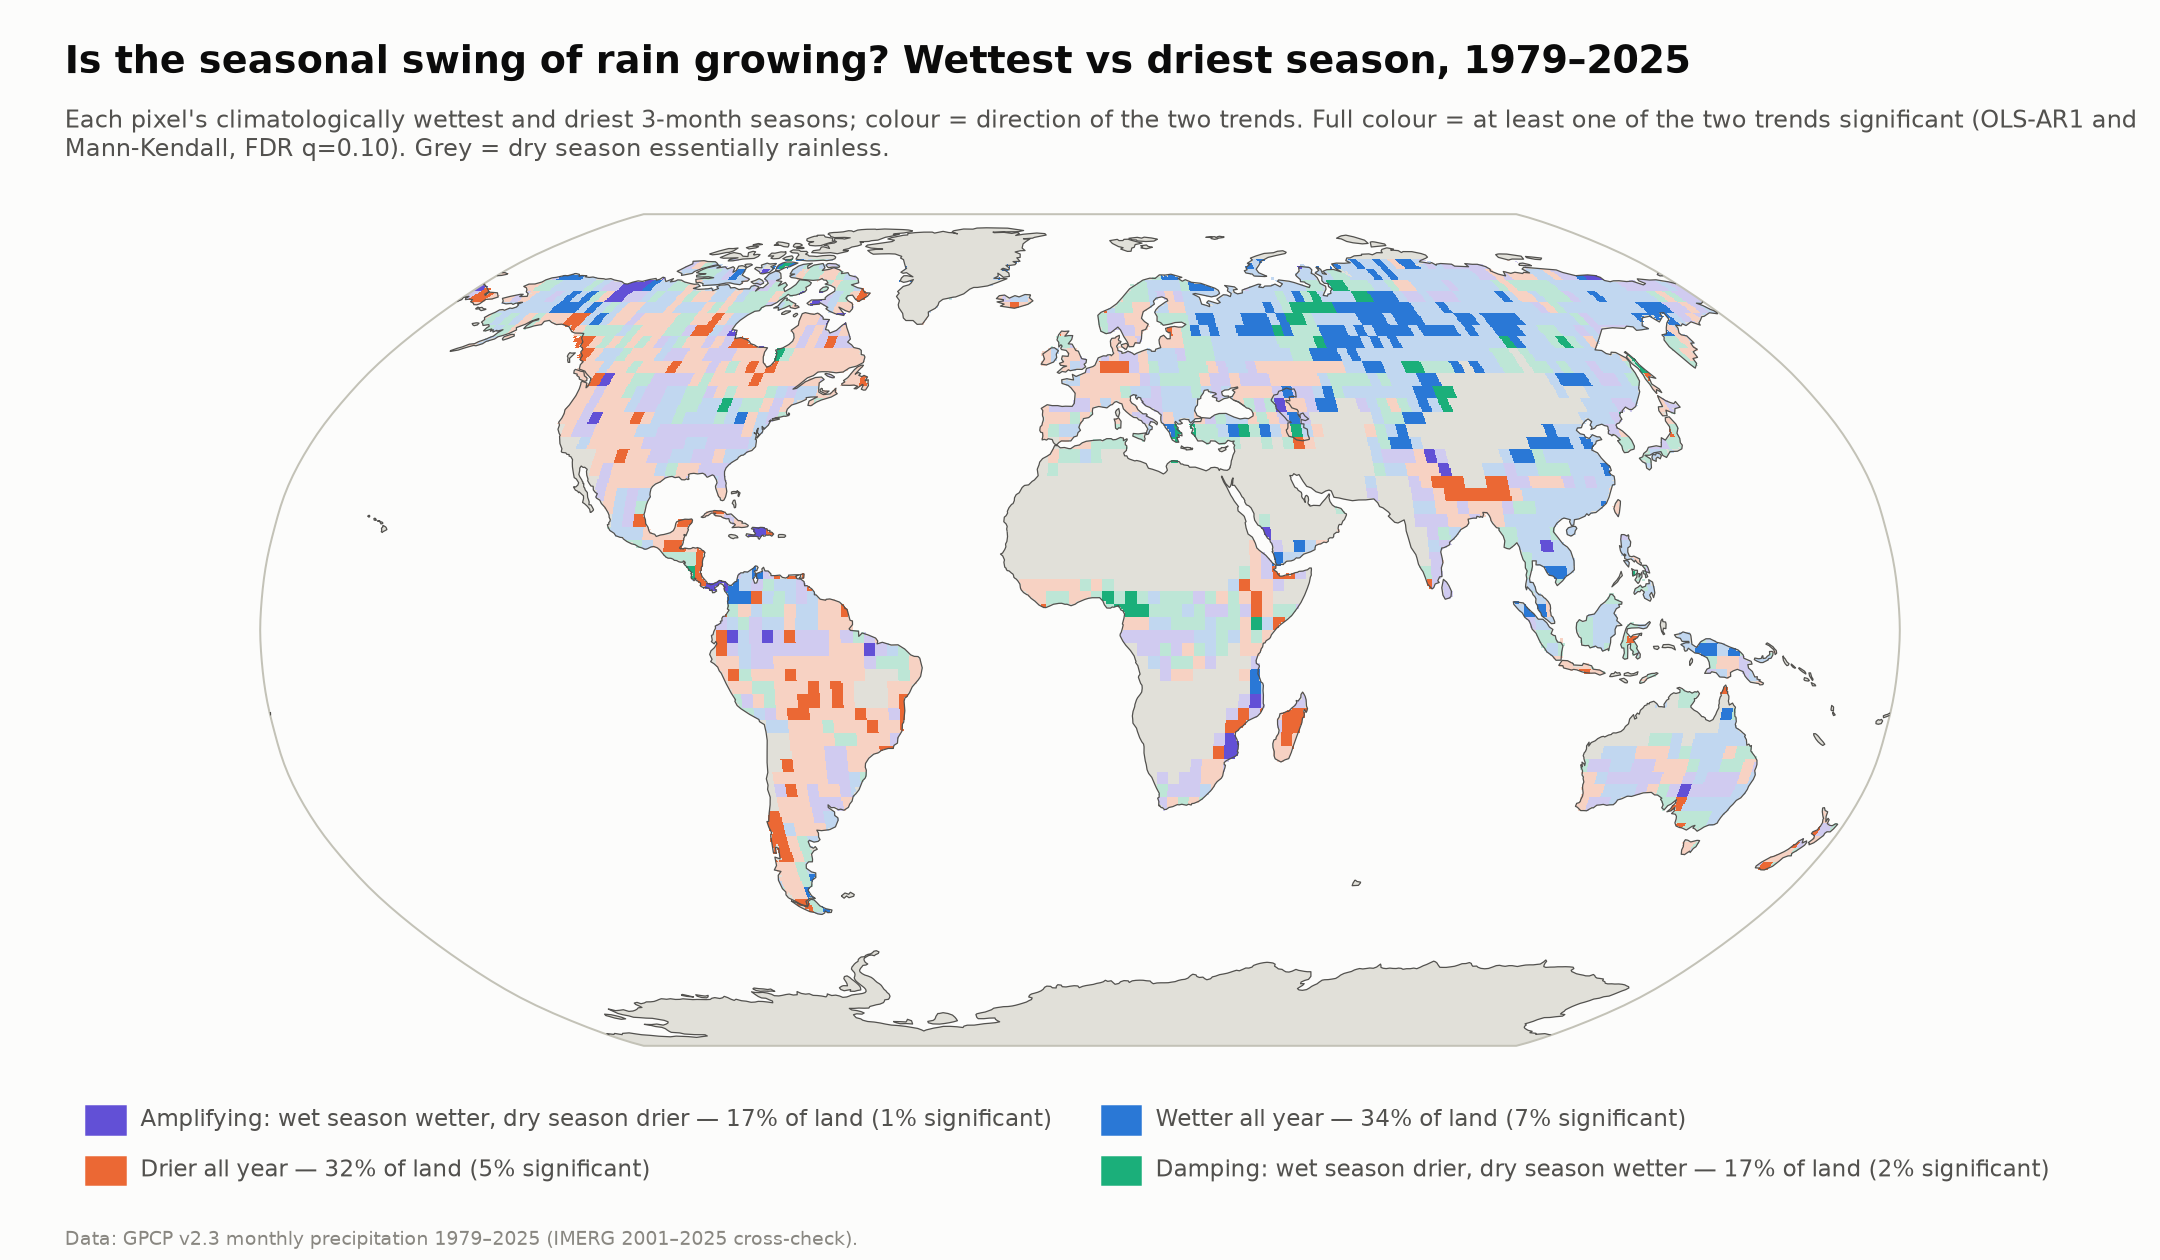 Is the seasonal swing of rain growing? Wettest vs driest season, 1979–2025
Each pixel's climatologically wettest and driest 3-month seasons; colour = direction of the two trends. Full colour = at least one of the two trends significant (OLS-AR1 and
Mann-Kendall, FDR q=0.10). Grey = dry season essentially rainless.
Amplifying: wet season wetter, dry season drier — 17% of land (1% significant)
Wetter all year — 34% of land (7% significant)
Drier all year — 32% of land (5% significant)
Damping: wet season drier, dry season wetter — 17% of land (2% significant)
Data: GPCP v2.3 monthly precipitation 1979–2025 (IMERG 2001–2025 cross-check).